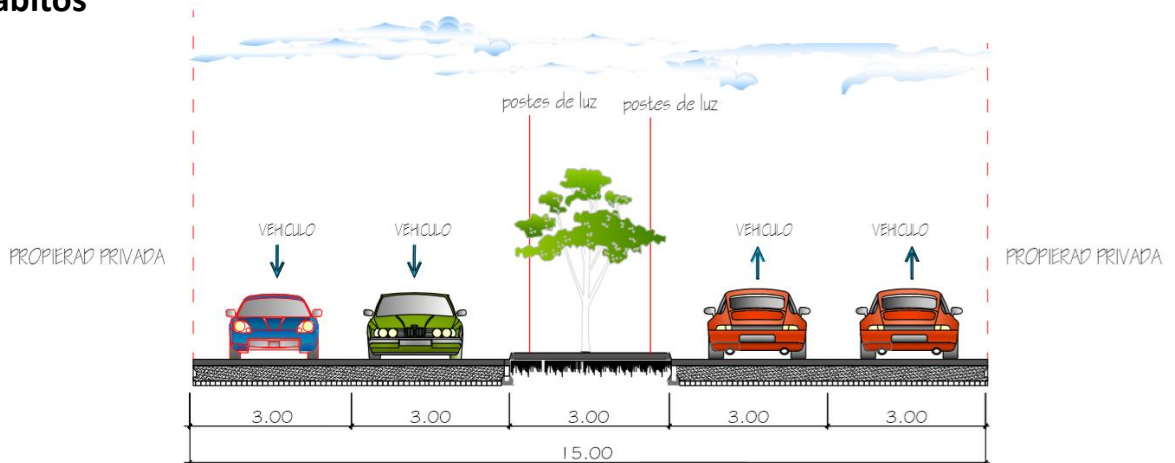 ábitos
postes de luz postes de luz
VEHICULO VEHICULO VEHICULO VEHICULO
PROPIERAD PRIVADA PROPIERAD PRIVADA
3.00 3.00 3.00 3.00 3.00
15.00